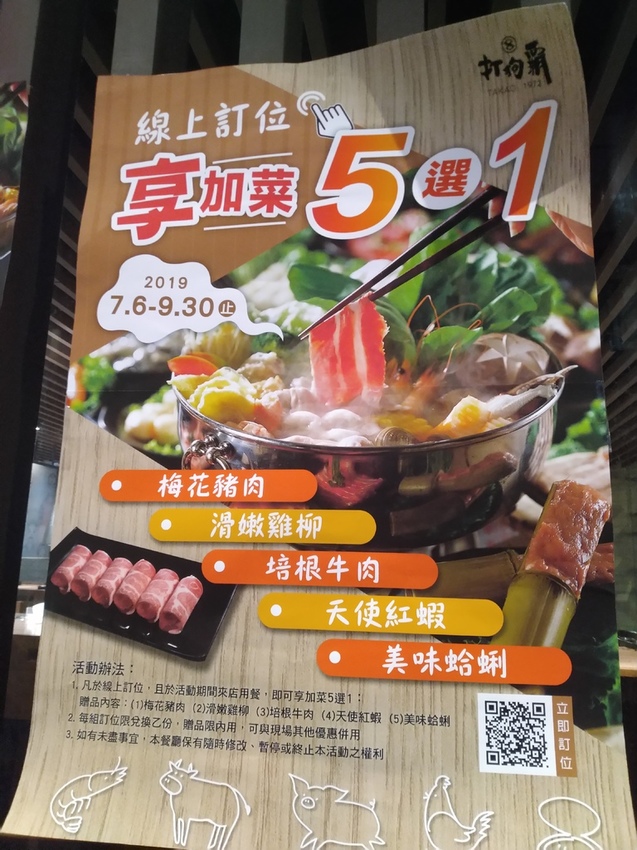 打狗霸
TAKAO 1972
線上訂位
享加菜5選1
2019
7.6-9.30止
梅花豬肉
滑嫩雞柳
培根牛肉
天使紅蝦
美味蛤蜊
活動辦法：
1. 凡於線上訂位，且於活動期間來店用餐，即可享加菜5選1：
贈品內容：(1)梅花豬肉 (2)滑嫩雞柳 (3)培根牛肉 (4)天使紅蝦 (5)美味蛤蜊
2. 每組訂位限兌換乙份，贈品限內用，可與現場其他優惠併用
3. 如有未盡事宜，本餐廳保有隨時修改、暫停或終止本活動之權利
立即訂位